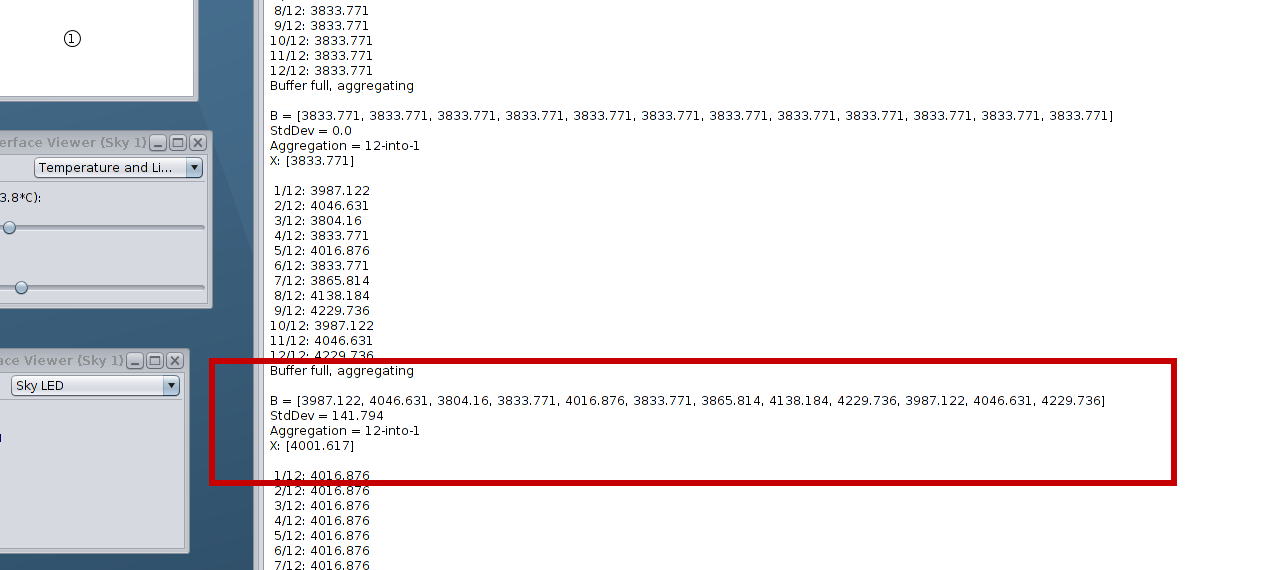 ①
erface Viewer (Sky 1)
Temperature and Li...
3.8*C):
ace Viewer (Sky 1)
Sky LED
8/12: 3833.771
9/12: 3833.771
10/12: 3833.771
11/12: 3833.771
12/12: 3833.771
Buffer full, aggregating
B = [3833.771, 3833.771, 3833.771, 3833.771, 3833.771, 3833.771, 3833.771, 3833.771, 3833.771, 3833.771, 3833.771, 3833.771]
StdDev = 0.0
Aggregation = 12-into-1
X: [3833.771]
1/12: 3987.122
2/12: 4046.631
3/12: 3804.16
4/12: 3833.771
5/12: 4016.876
6/12: 3833.771
7/12: 3865.814
8/12: 4138.184
9/12: 4229.736
10/12: 3987.122
11/12: 4046.631
12/12: 4229.736
Buffer full, aggregating
B = [3987.122, 4046.631, 3804.16, 3833.771, 4016.876, 3833.771, 3865.814, 4138.184, 4229.736, 3987.122, 4046.631, 4229.736]
StdDev = 141.794
Aggregation = 12-into-1
X: [4001.617]
1/12: 4016.876
2/12: 4016.876
3/12: 4016.876
4/12: 4016.876
5/12: 4016.876
6/12: 4016.876
7/12: 4016.876